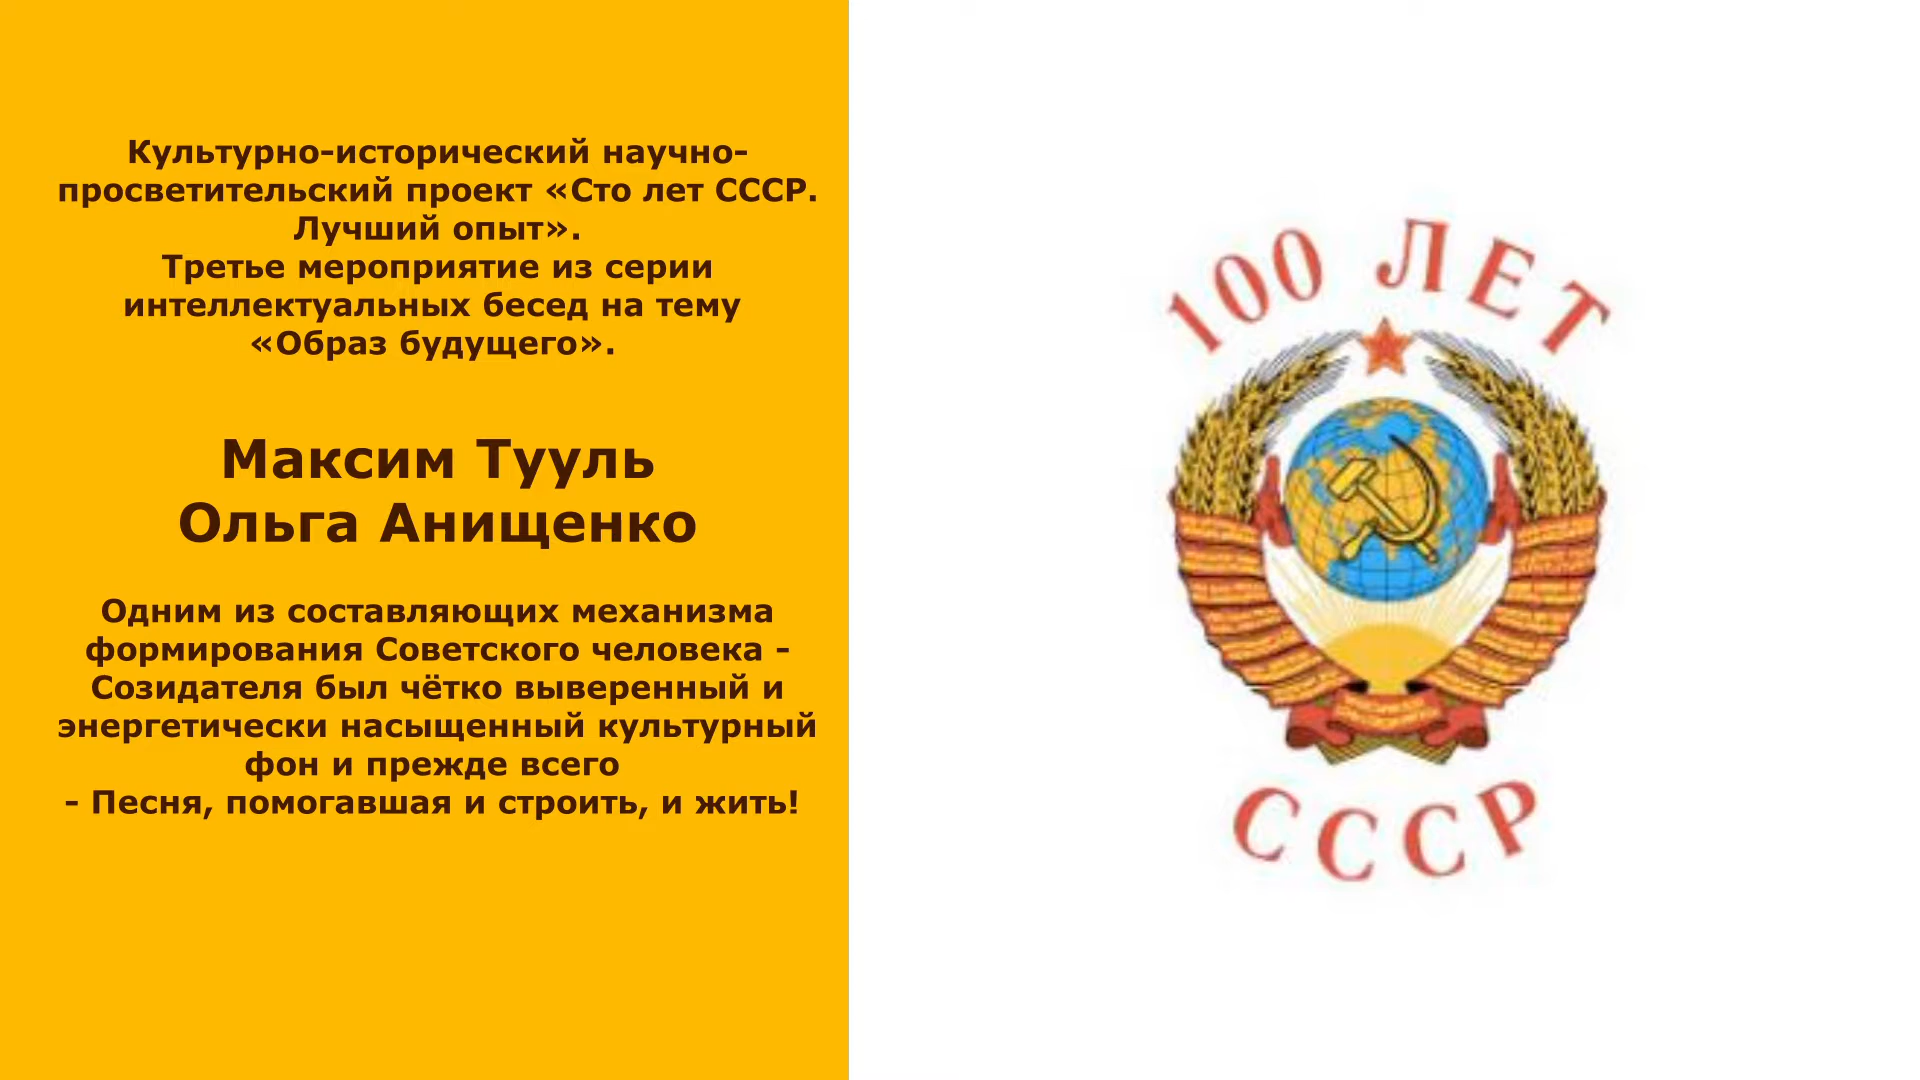 Культурно-исторический научно-
просветительский проект «Сто лет СССР.
Лучший опыт».
Третье мероприятие из серии
интеллектуальных бесед на тему
«Образ будущего».
Максим Тууль
Ольга Анищенко
Одним из составляющих механизма
формирования Советского человека -
Созидателя был чётко выверенный и
энергетически насыщенный культурный
фон и прежде всего
- Песня, помогавшая и строить, и жить!
100 ЛЕТ
СССР